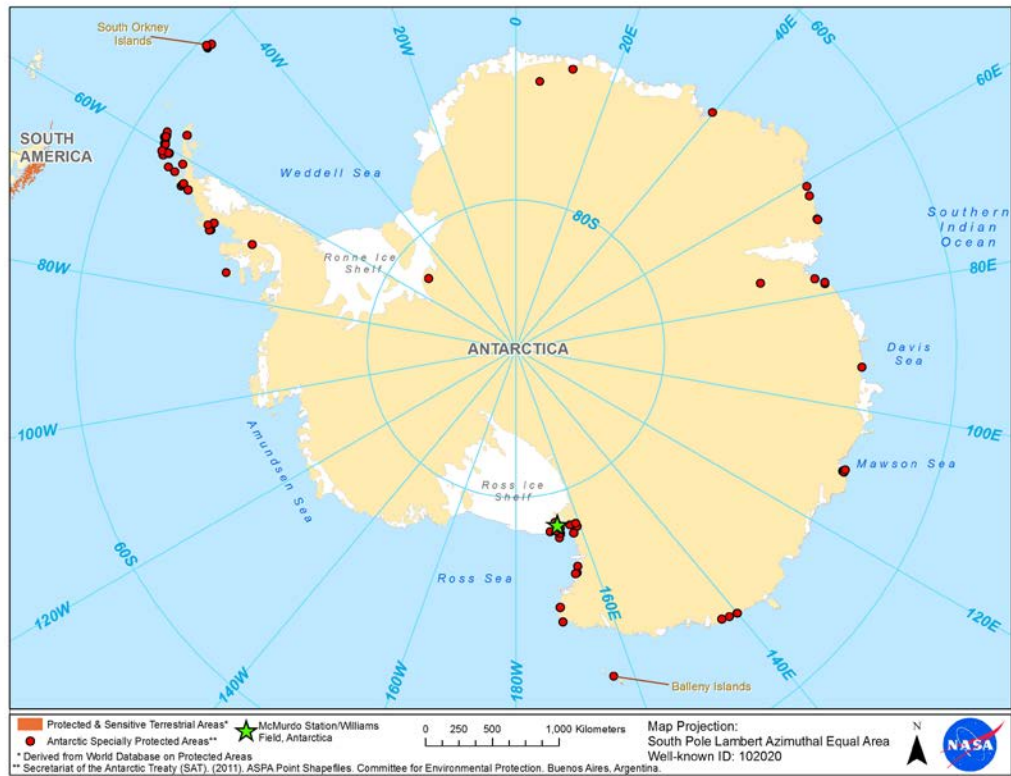 South Orkney
Islands
40W
20W
0
20E
40E
60S
60E
60W
SOUTH
AMERICA
Weddell Sea
80S
Southern
Indian
Ocean
Ronne Ice
Shelf
80W
80E
ANTARCTICA
Davis
Sea
100W
100E
Amundsen Sea
Mawson Sea
Ross Ice
Shelf
60S
Ross Sea
160E
120W
120E
140W
160W
180W
140E
Balleny Islands
Protected & Sensitive Terrestrial Areas*
Antarctic Specially Protected Areas**
McMurdo Station/Williams
Field, Antarctica
0 250 500 1,000 Kilometers
Map Projection:
South Pole Lambert Azimuthal Equal Area
Well-known ID: 102020
N
NASA
* Derived from World Database on Protected Areas
** Secretariat of the Antarctic Treaty (SAT). (2011). ASPA Point Shapefiles. Committee for Environmental Protection. Buenos Aires, Argentina.